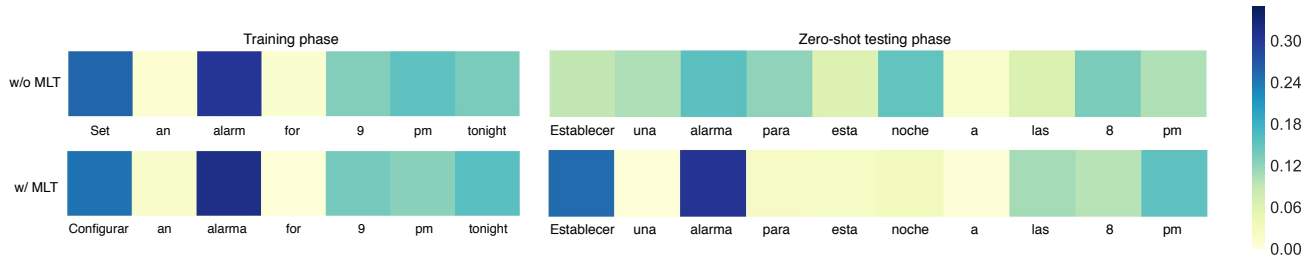 Training phase
Zero-shot testing phase
w/o MLT
Set an alarm for 9 pm tonight
Establecer una alarma para esta noche a las 8 pm
w/ MLT
Configurar an alarma for 9 pm tonight
Establecer una alarma para esta noche a las 8 pm
0.30
0.24
0.18
0.12
0.06
0.00